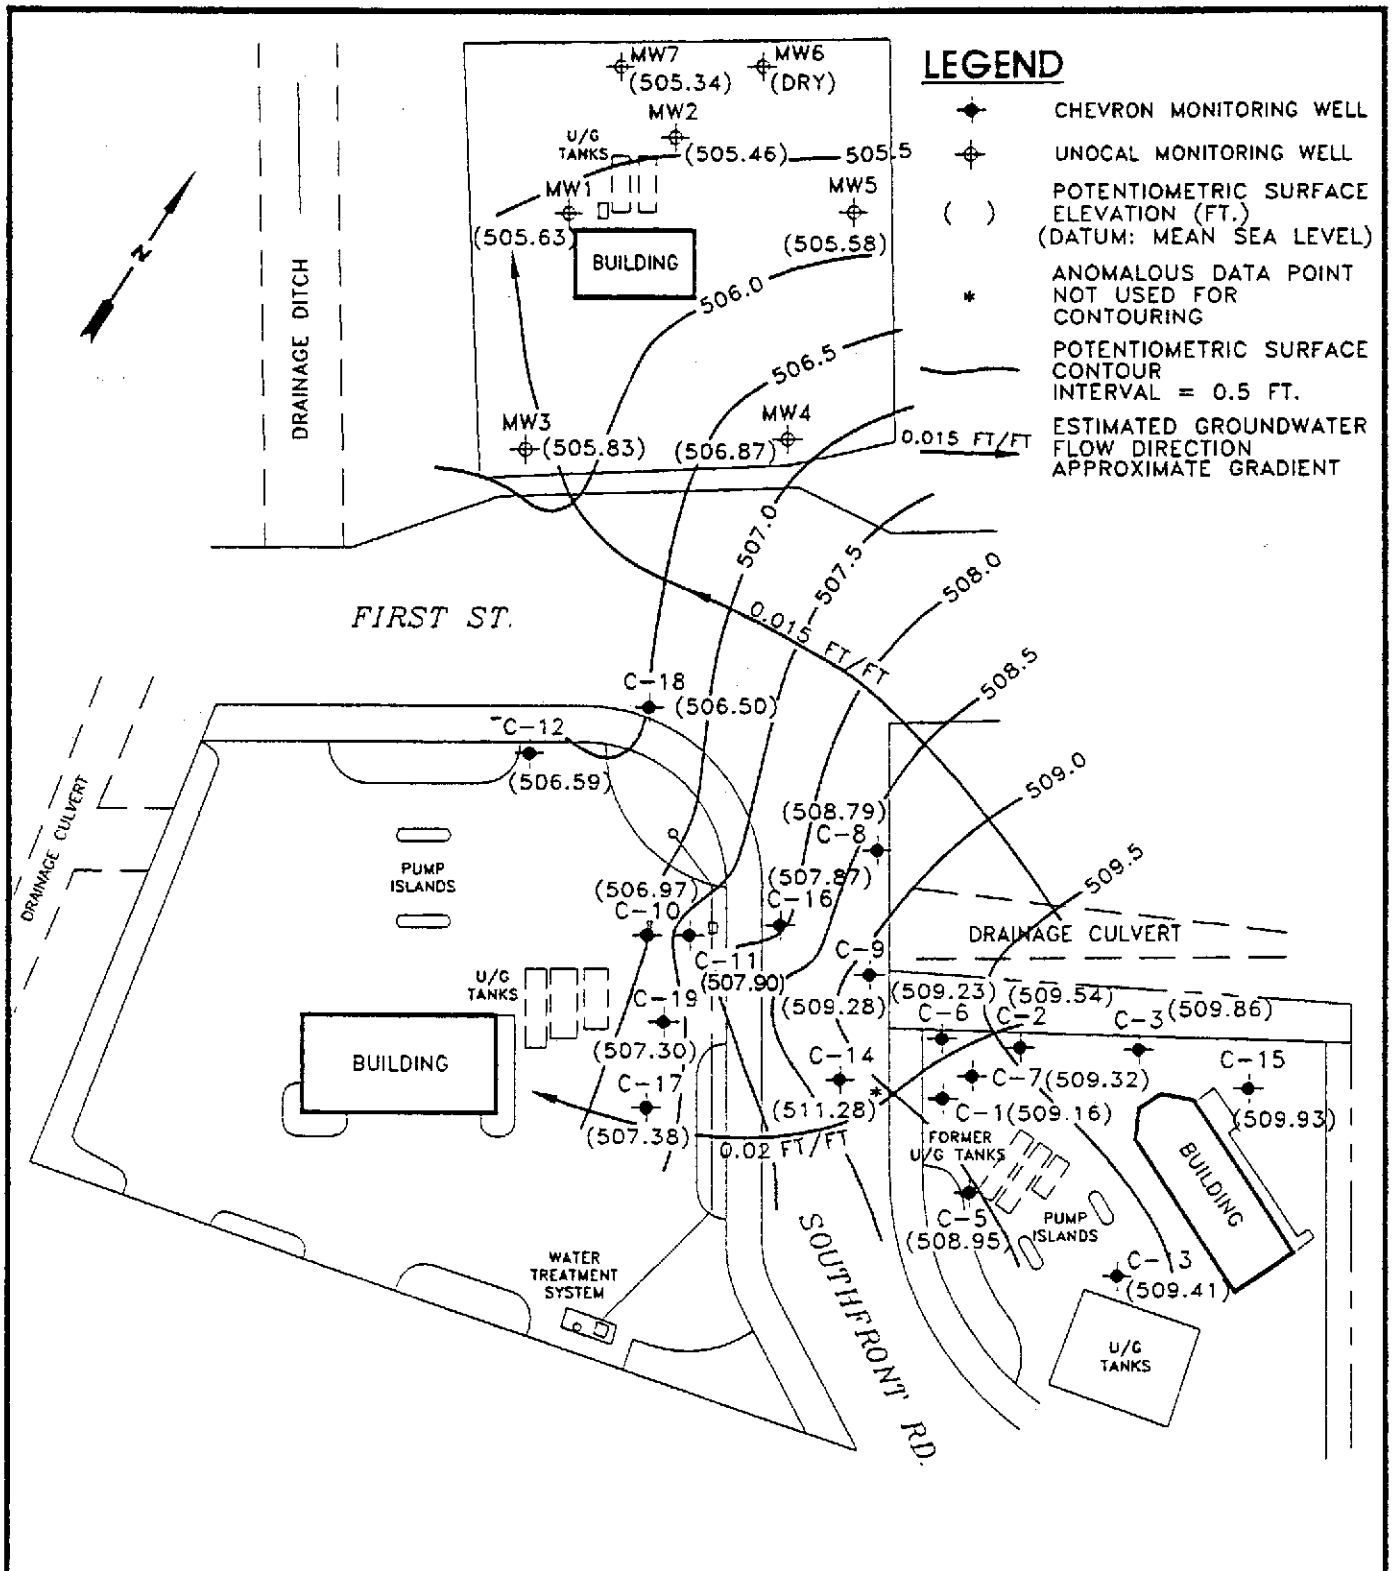 MW7
(505.34)
MW6
(DRY)
MW2
U/G
TANKS
(505.46)
505.5
MW1
MW5
(505.63)
(505.58)
BUILDING
N
DRAINAGE DITCH
506.0
506.5
MW3
(505.83)
MW4
(506.87)
507.0
507.5
508.0
508.5
509.0
509.5
LEGEND
CHEVRON MONITORING WELL
UNOCAL MONITORING WELL
( )
POTENTIOMETRIC SURFACE
ELEVATION (FT.)
(DATUM: MEAN SEA LEVEL)
*
ANOMALOUS DATA POINT
NOT USED FOR
CONTOURING
POTENTIOMETRIC SURFACE
CONTOUR
INTERVAL = 0.5 FT.
0.015 FT/FT
ESTIMATED GROUNDWATER
FLOW DIRECTION
APPROXIMATE GRADIENT
FIRST ST.
0.015 FT/FT
C-18
(506.50)
C-12
(506.59)
DRAINAGE CULVERT
PUMP
ISLANDS
(508.79)
C-8
(507.87)
C-16
(506.97)
C-10
C-11
(507.90)
DRAINAGE CULVERT
C-9
(509.28)
(509.23)
C-6
(509.54)
C-2
(509.86)
C-3
U/G
TANKS
C-19
(507.30)
BUILDING
C-17
(507.38)
C-14
(511.28)
*
C-7
(509.32)
C-1
(509.16)
C-15
(509.93)
0.02 FT/FT
FORMER
U/G TANKS
BUILDING
C-5
(508.95)
PUMP
ISLANDS
C-13
(509.41)
WATER
TREATMENT
SYSTEM
SOUTHFRONT RD.
U/G
TANKS